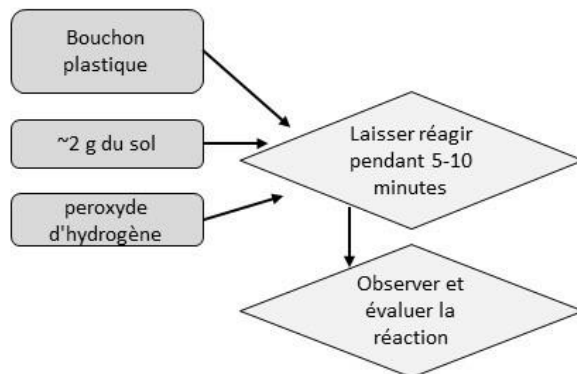 Bouchon
plastique
~2 g du sol
peroxyde
d'hydrogène
Laisser réagir
pendant 5-10
minutes
Observer et
évaluer la
réaction